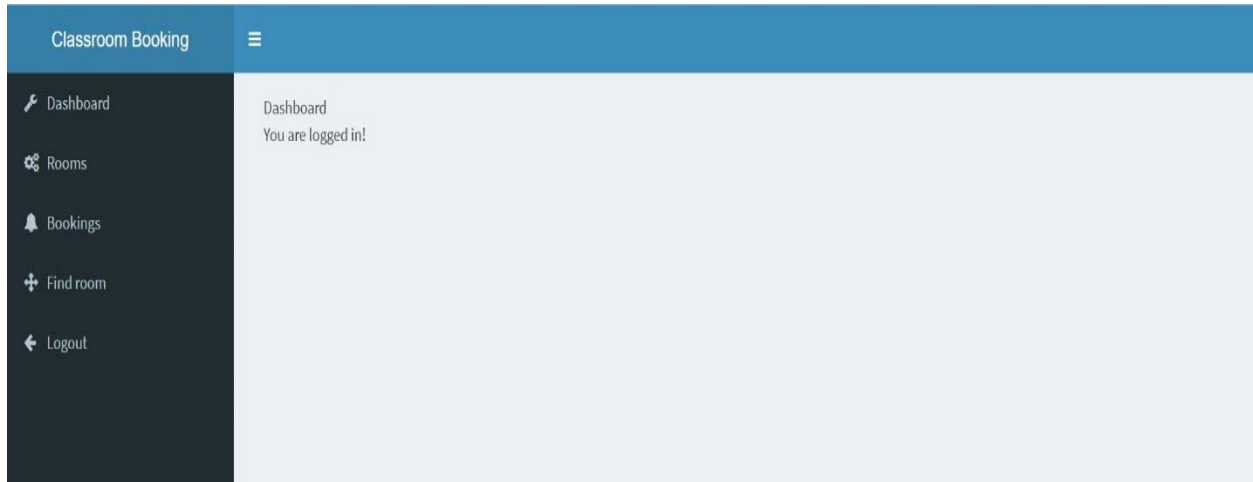 Classroom Booking
Dashboard
Rooms
Bookings
Find room
Logout
Dashboard
You are logged in!